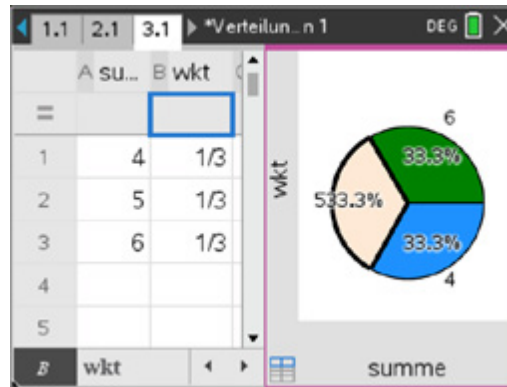 1.1 2.1 3.1 *Verteilun...n 1 DEG
A su... B wkt
=
1 4 1/3
2 5 1/3
3 6 1/3
4
5
B wkt
wkt
6
33.3%
533.3%
33.3%
4
summe